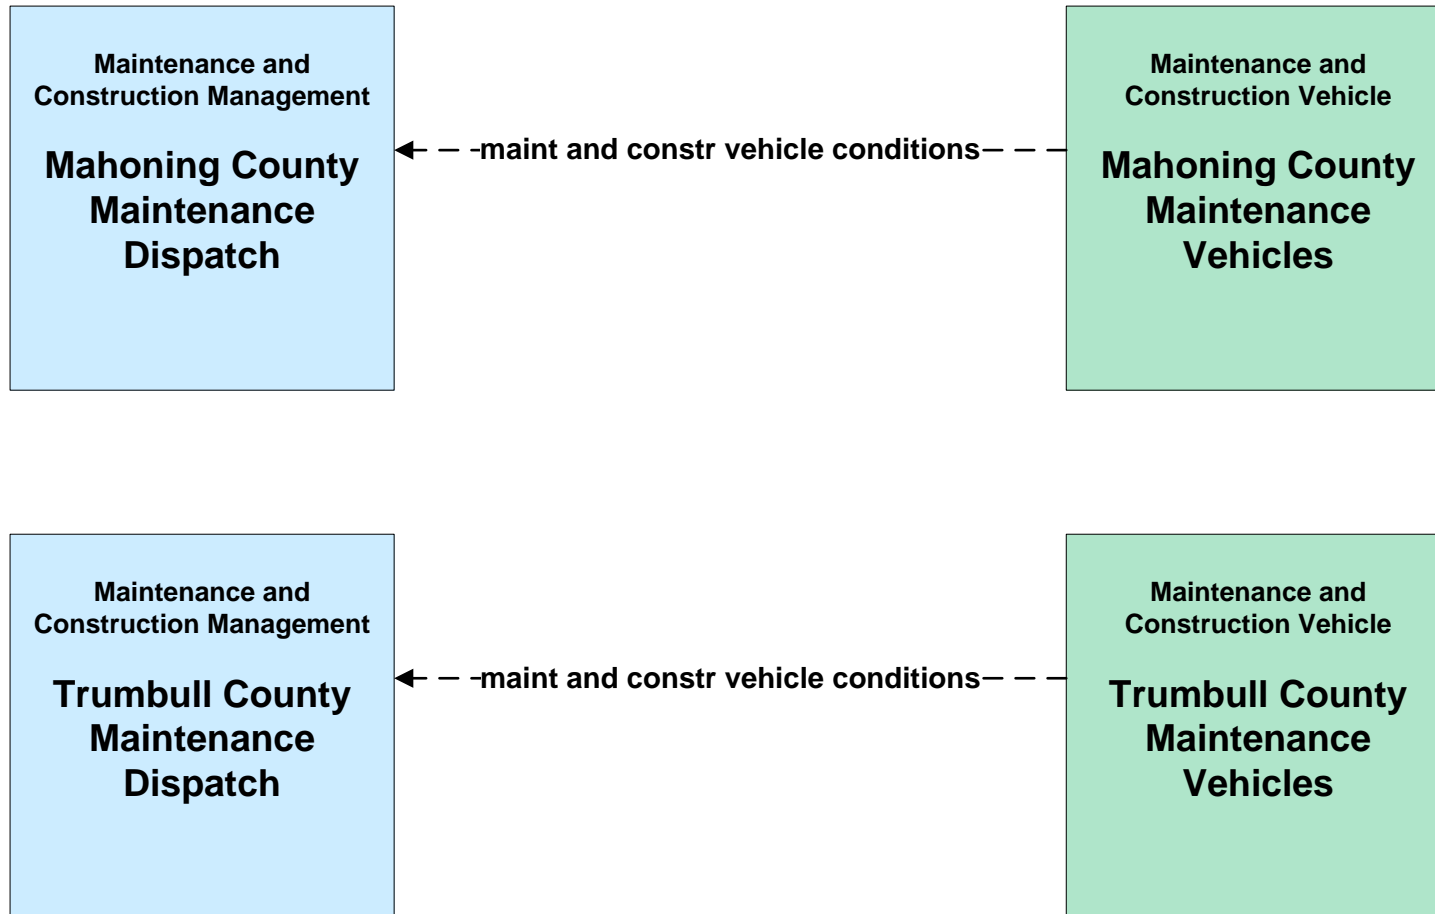 Maintenance and
Construction Management
Mahoning County
Maintenance
Dispatch
maint and constr vehicle conditions
Maintenance and
Construction Vehicle
Mahoning County
Maintenance
Vehicles
Maintenance and
Construction Management
Trumbull County
Maintenance
Dispatch
maint and constr vehicle conditions
Maintenance and
Construction Vehicle
Trumbull County
Maintenance
Vehicles